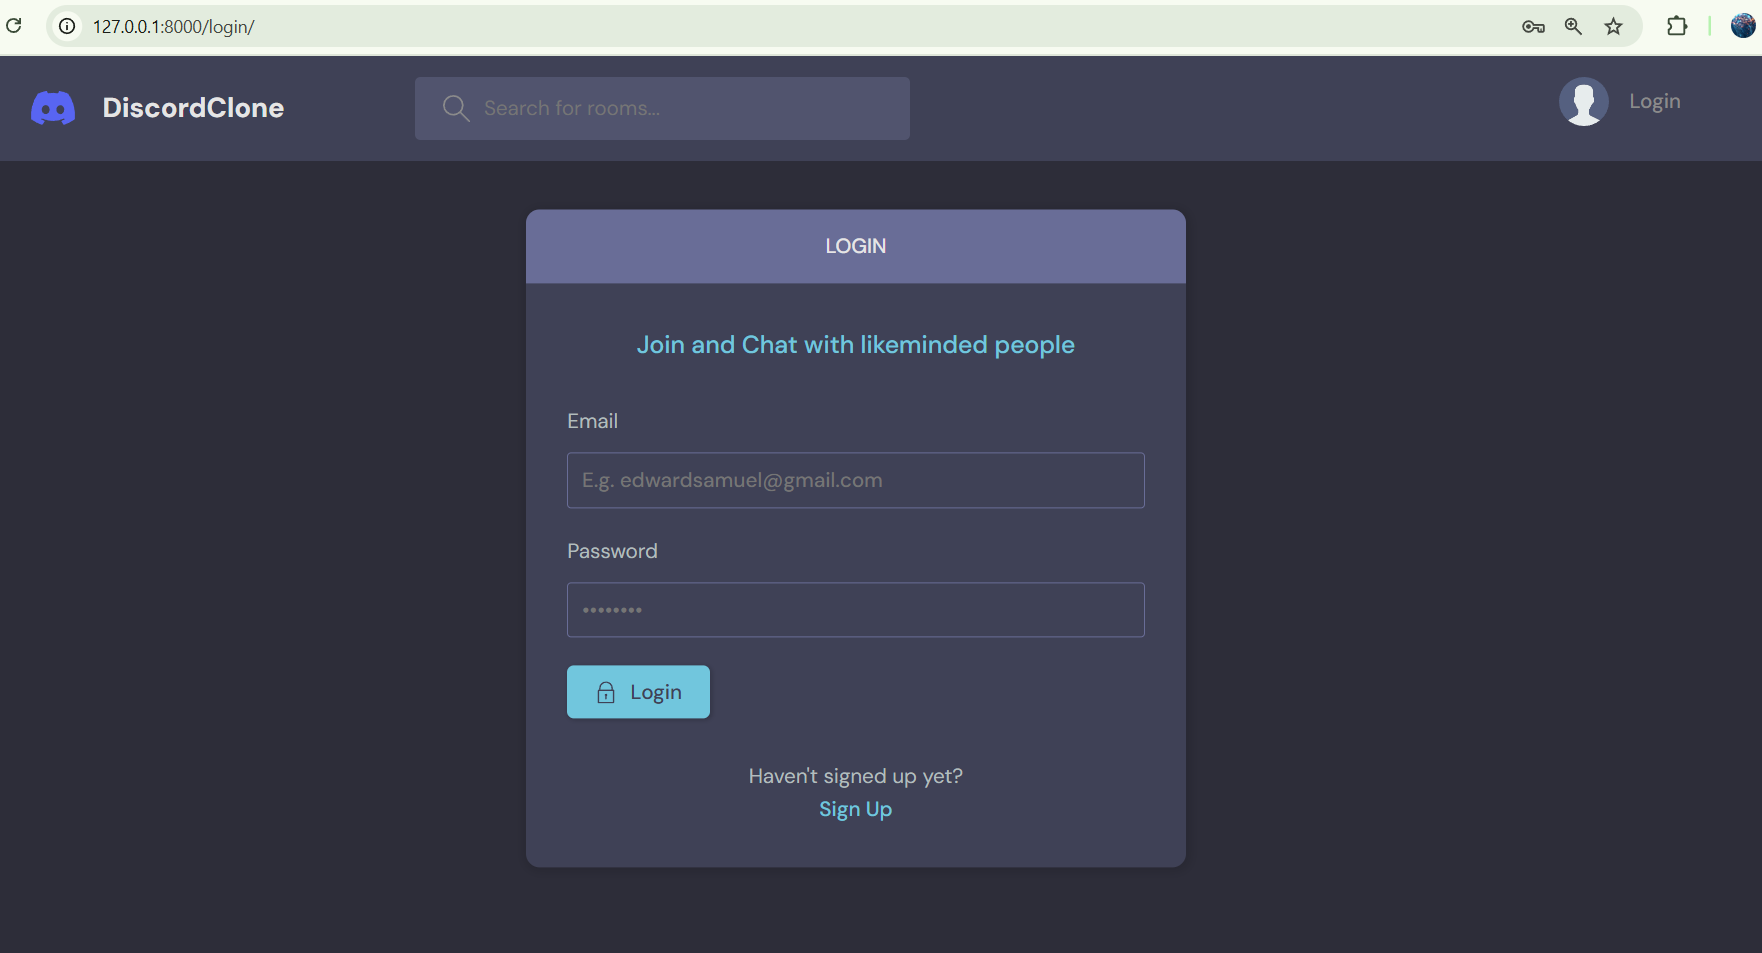 127.0.0.1:8000/login/
DiscordClone
Search for rooms...
Login
LOGIN
Join and Chat with likeminded people
Email
E.g. edwardsamuel@gmail.com
Password
••••••••
Login
Haven't signed up yet?
Sign Up